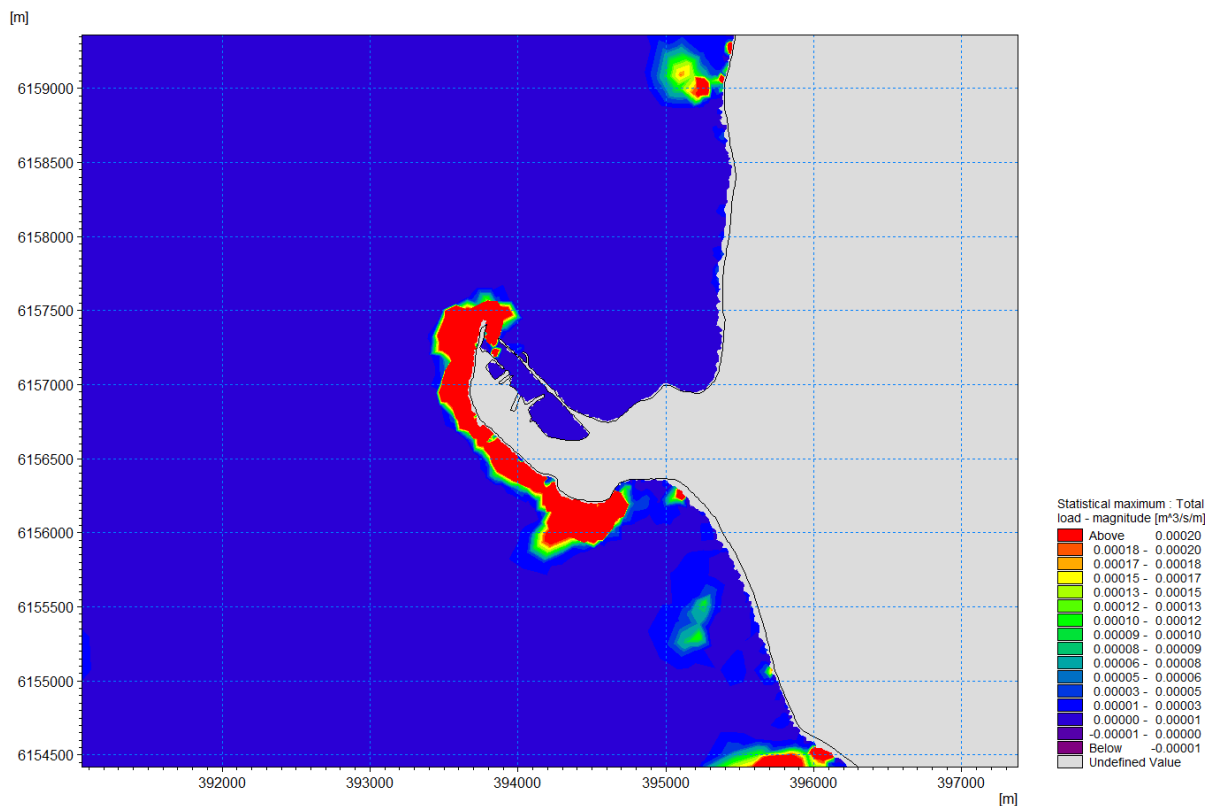 [m]
6159000
6158500
6158000
6157500
6157000
6156500
6156000
6155500
6155000
6154500
392000 393000 394000 395000 396000 397000
[m]
Statistical maximum : Total
load - magnitude [m^3/s/m]
Above 0.00020
0.00018 - 0.00020
0.00017 - 0.00018
0.00015 - 0.00017
0.00013 - 0.00015
0.00012 - 0.00013
0.00010 - 0.00012
0.00009 - 0.00010
0.00008 - 0.00009
0.00006 - 0.00008
0.00005 - 0.00006
0.00003 - 0.00005
0.00001 - 0.00003
0.00000 - 0.00001
-0.00001 - 0.00000
Below -0.00001
Undefined Value